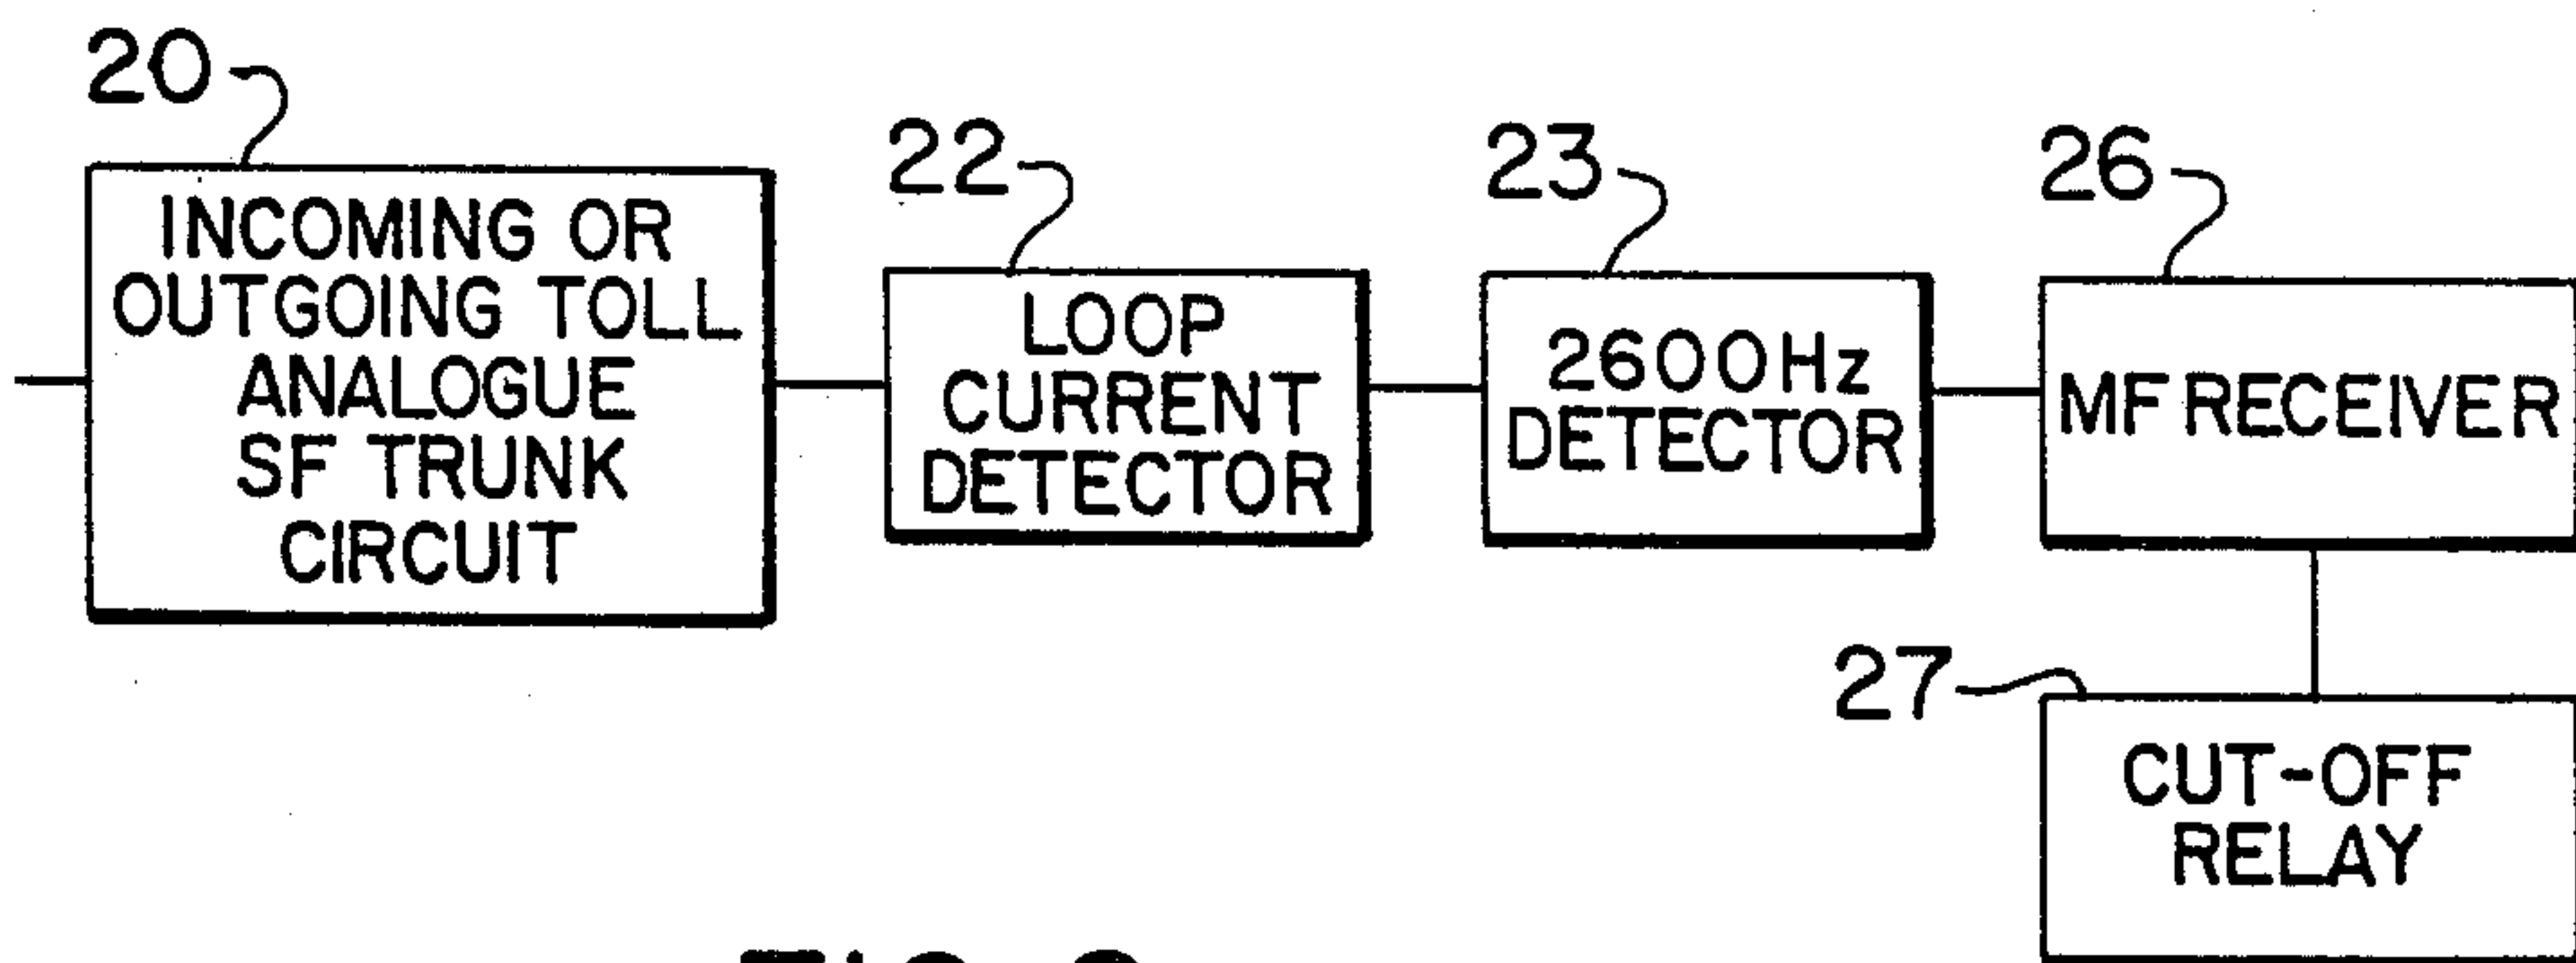 20
INCOMING OR
OUTGOING TOLL
ANALOGUE
SF TRUNK
CIRCUIT
22
LOOP
CURRENT
DETECTOR
23
2600Hz
DETECTOR
26
MF RECEIVER
27
CUT-OFF
RELAY